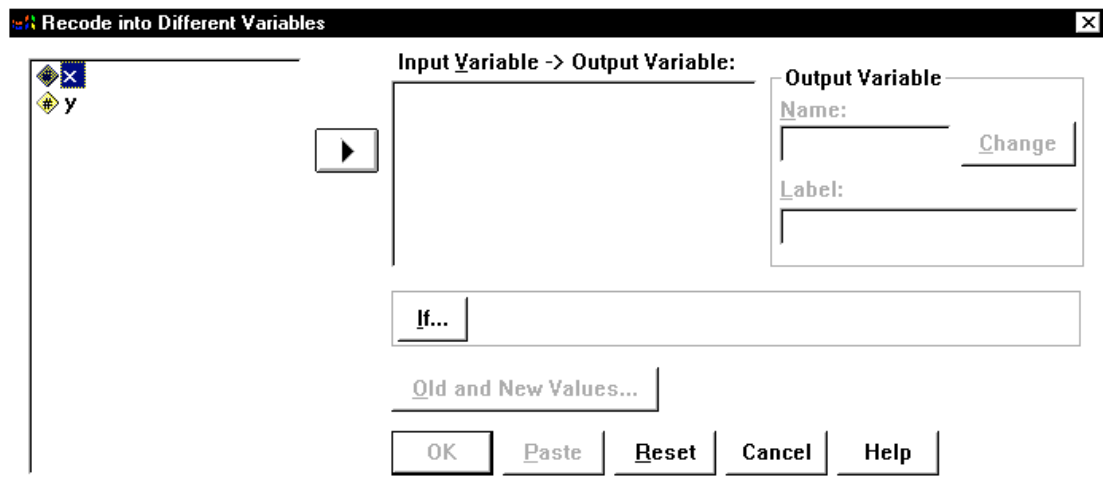 Recode into Different Variables
x
# y
Input Variable -> Output Variable:
Output Variable
Name:
Change
Label:
If...
Old and New Values...
OK Paste Reset Cancel Help